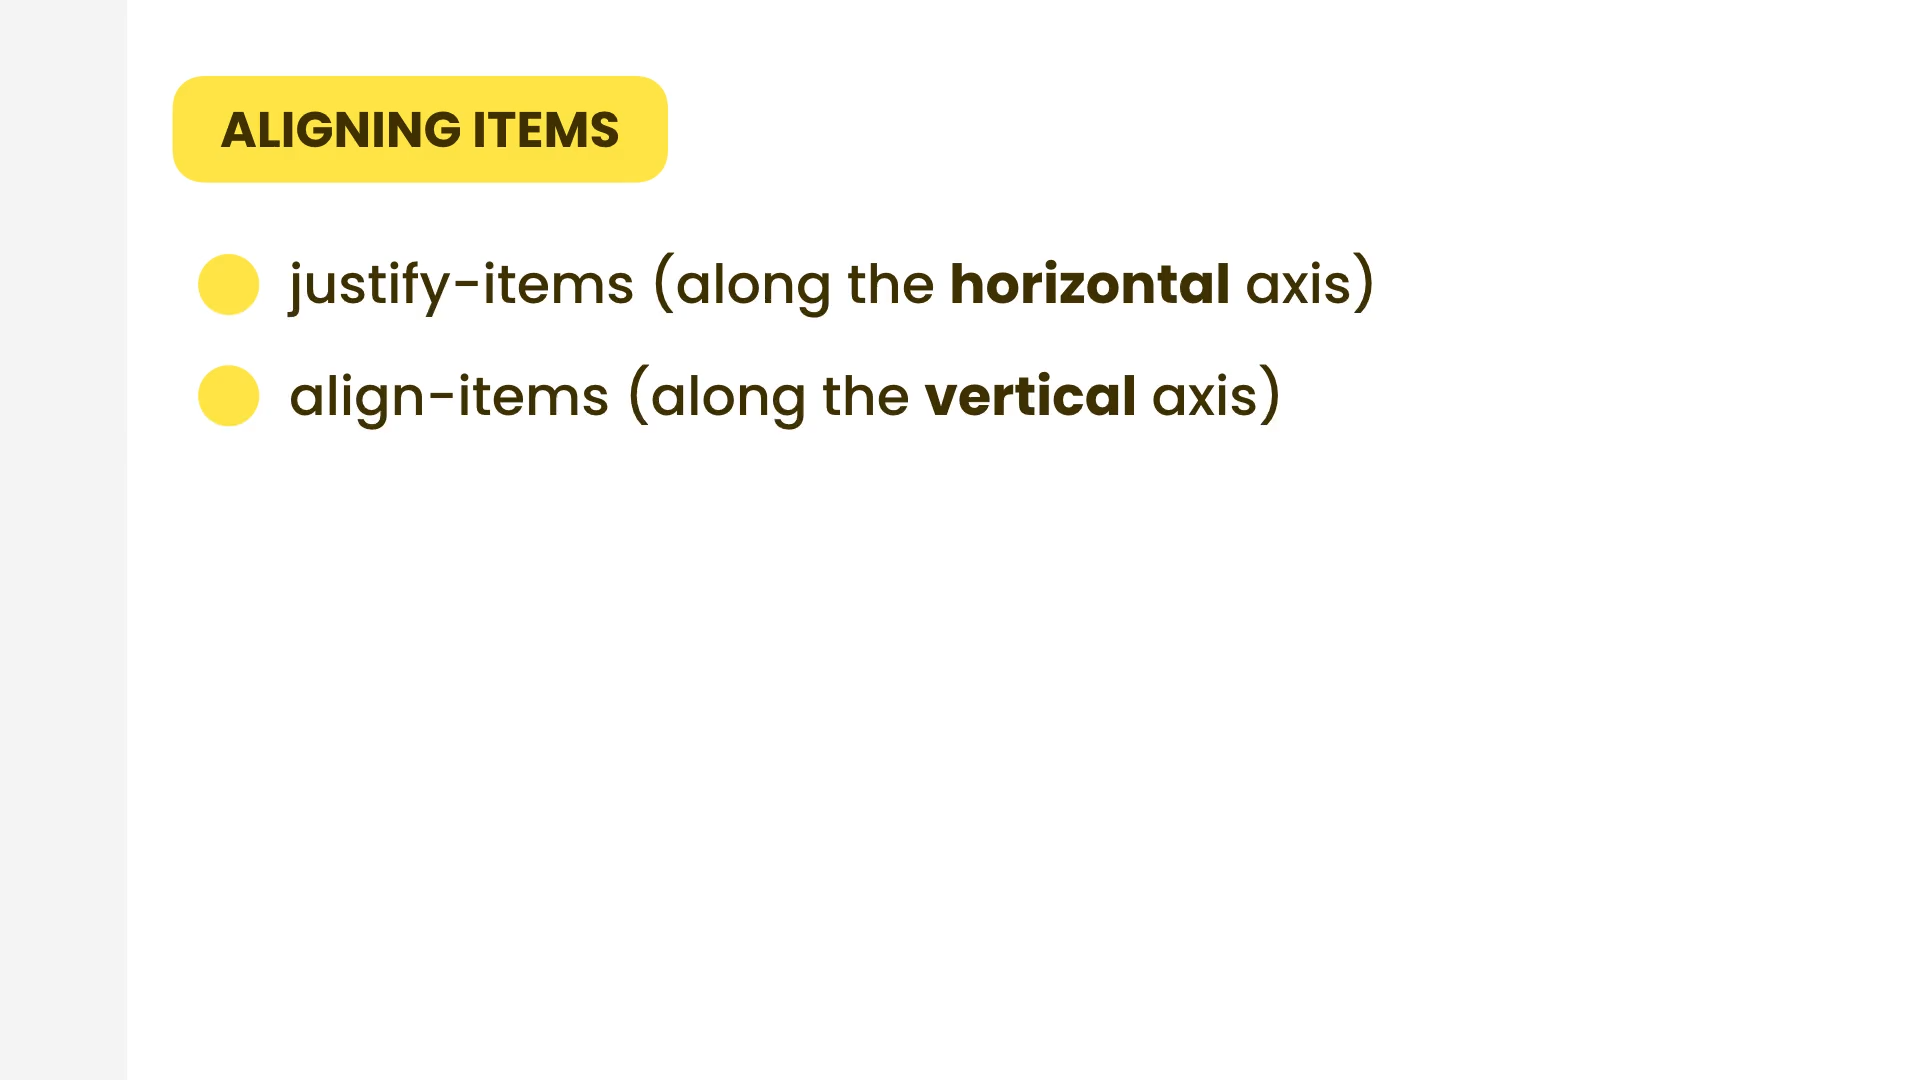 ALIGNING ITEMS
justify-items (along the horizontal axis)
align-items (along the vertical axis)